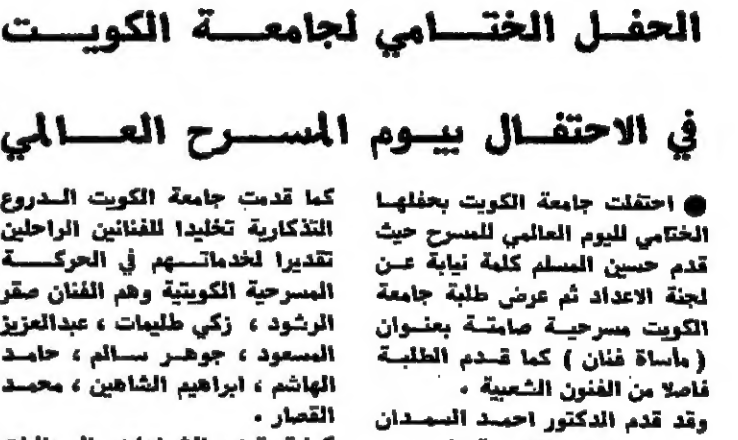 الحفل الختامي لجامعة الكويت
في الاحتفال بيوم المسرح العالمي
● احتفلت جامعة الكويت بحفلها
الختامي لليوم العالمي للمسرح حيث
قدم حسين المسلم كلمة نيابة عن
لجنة الاعداد ثم عرض طلبة جامعة
الكويت مسرحية صامتة بعنوان
( مأساة فنان ) كما قدم الطلبة
فاصلا من الفنون الشعبية .
وقد قدم الدكتور احمد السمدان
كما قدمت جامعة الكويت الدروع
التذكارية تخليدا للفنانين الراحلين
تقديرا لخدماتهم في الحركة
المسرحية الكويتية وهم الفنان صقر
الرشود ، زكي طليمات ، عبدالعزيز
المسعود ، جوهر سالم ، حامد
الهاشم ، ابراهيم الشاهين ، محمد
القصار .